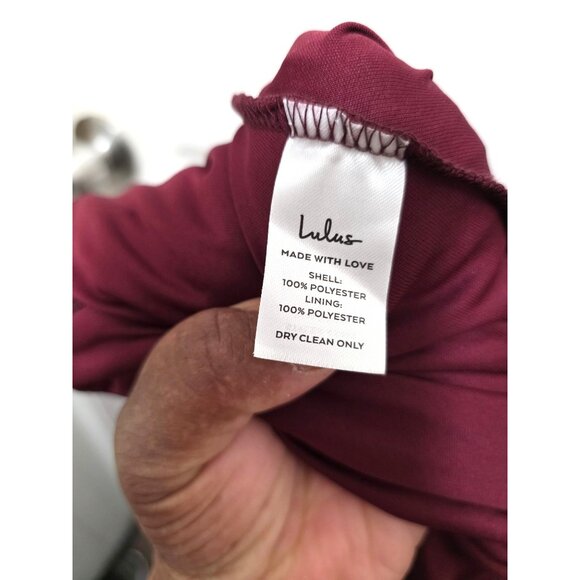 Lulus
MADE WITH LOVE
SHELL:
100% POLYESTER
LINING:
100% POLYESTER
DRY CLEAN ONLY